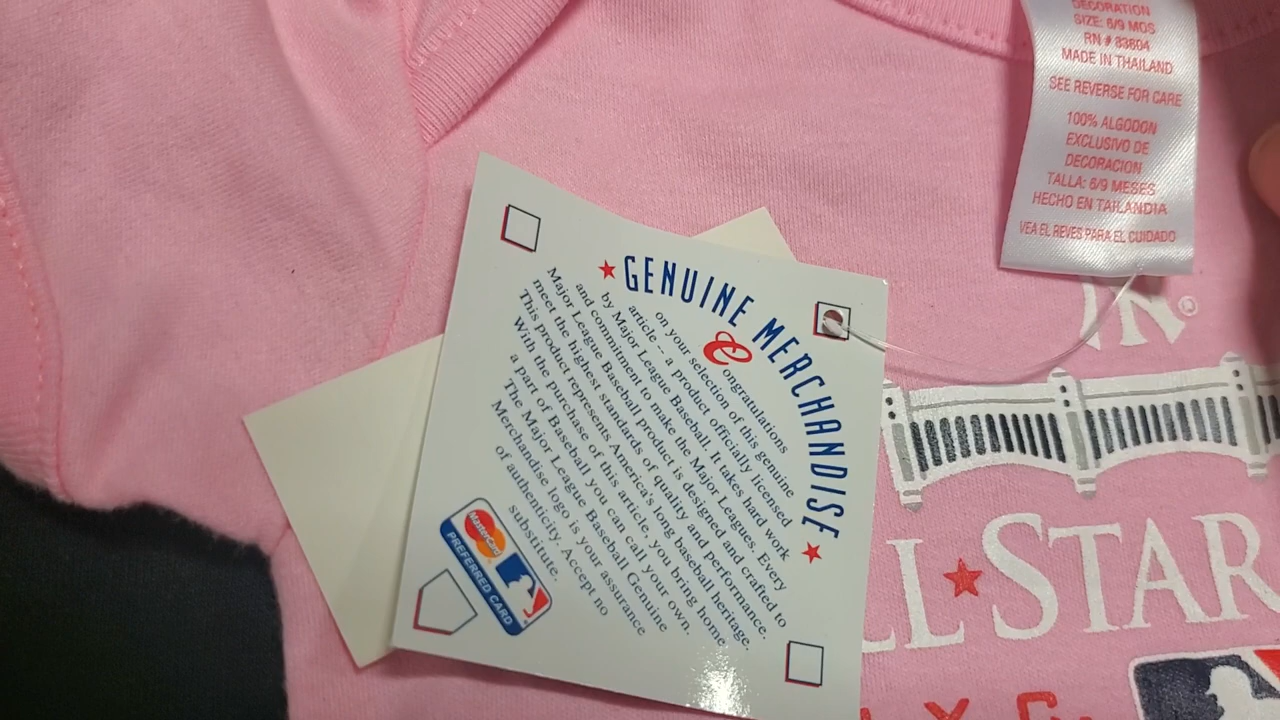 DECORATION
SIZE: 6/9 MOS
RN # 83694
MADE IN THAILAND
SEE REVERSE FOR CARE
100% ALGODON
EXCLUSIVO DE
DECORACION
TALLA: 6/9 MESES
HECHO EN TAILANDIA
VEA EL REVES PARA EL CUIDADO
GENUINE MERCHANDISE
Congratulations
on your selection of this genuine
article -- a product officially licensed
by Major League Baseball. It takes hard work
and commitment to make the Major Leagues. Every
Major League Baseball product is designed and crafted to
meet the highest standards of quality and performance.
This product represents America's long baseball heritage.
With the purchase of this article, you bring home
a part of Baseball you can call your own.
The Major League Baseball Genuine
Merchandise logo is your assurance
of authenticity. Accept no
substitute.
MasterCard
PREFERRED CARD
LL★STAR